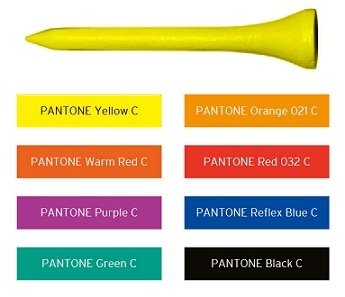 PANTONE Yellow C
PANTONE Orange 021 C
PANTONE Warm Red C
PANTONE Red 032 C
PANTONE Purple C
PANTONE Reflex Blue C
PANTONE Green C
PANTONE Black C